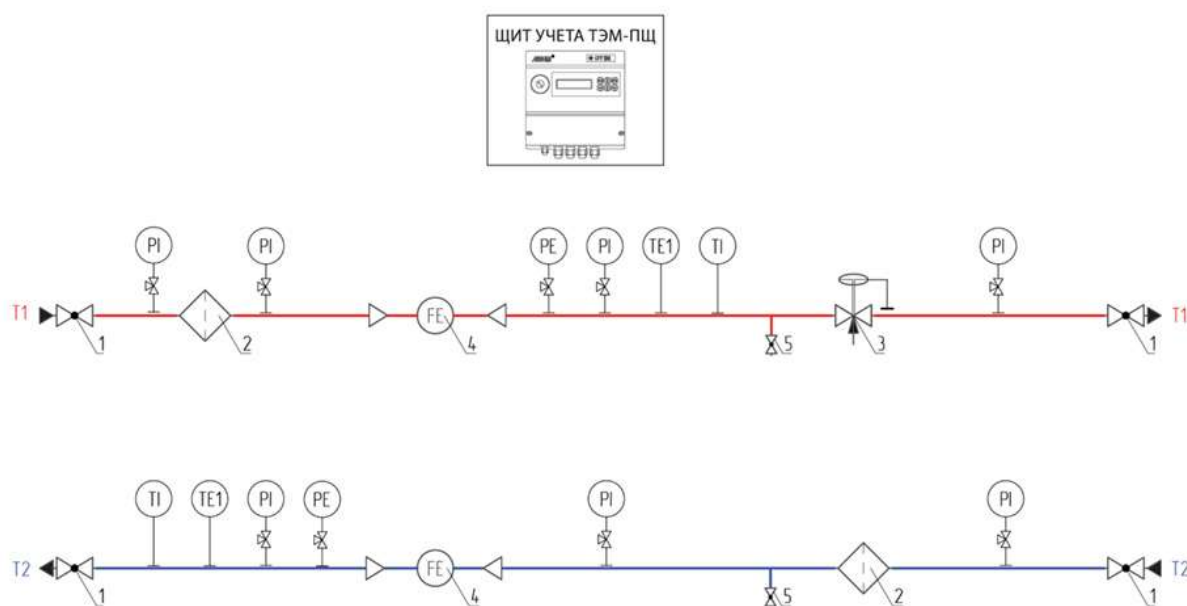 ЩИТ УЧЕТА ТЭМ-ПЩ
PI PI PE PI TE1 TI PI
T1 FE T1
1 2 4 5 3 1
TI TE1 PI PE PI PI
T2 FE T2
1 4 5 2 1